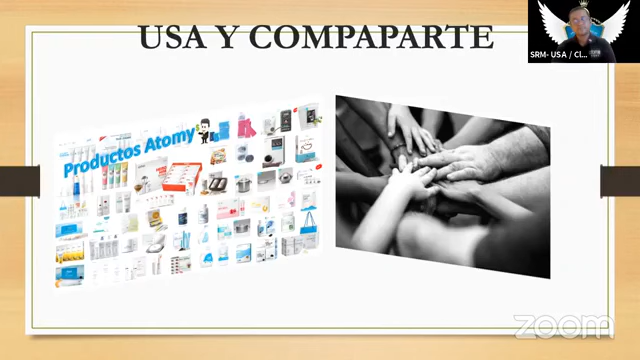 USA Y COMPAPARTE
SRM- USA / Cl...
Productos Atomy
zoom